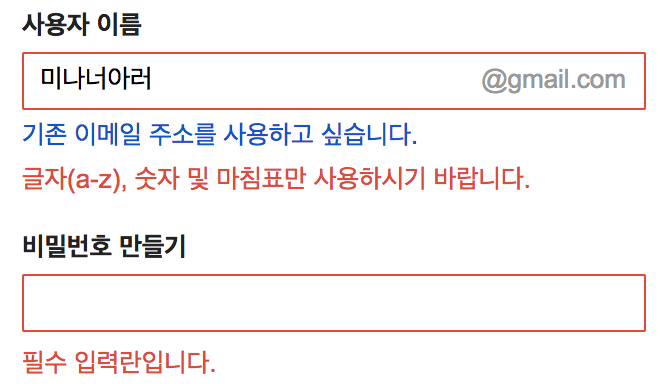 사용자 이름
미나너아러 @gmail.com
기존 이메일 주소를 사용하고 싶습니다.
글자(a-z), 숫자 및 마침표만 사용하시기 바랍니다.
비밀번호 만들기
필수 입력란입니다.